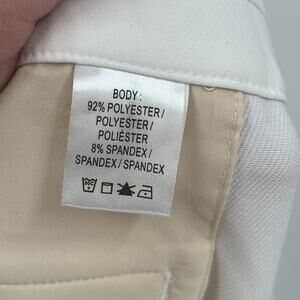 BODY :
92% POLYESTER /
POLYESTER /
POLIÉSTER
8% SPANDEX /
SPANDEX / SPANDEX